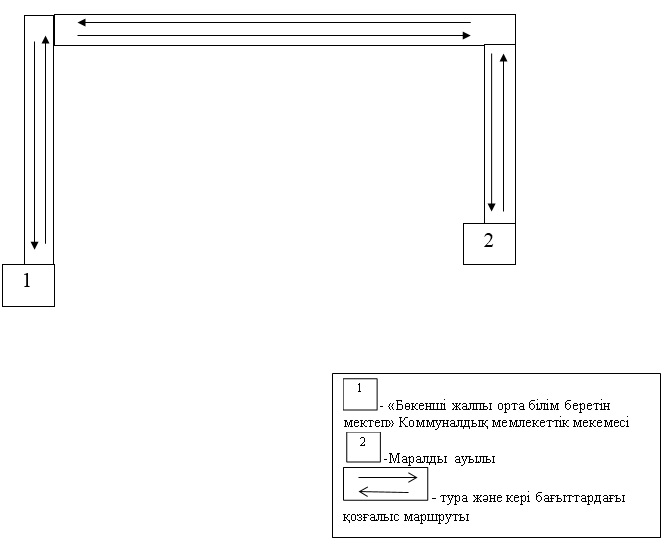 1
2
1
- «Бөкенші жалпы орта білім беретін
мектеп» Коммуналдық мемлекеттік мекемесі
2
-Маралды ауылы
- тура және кері бағыттардағы
қозғалыс маршруты